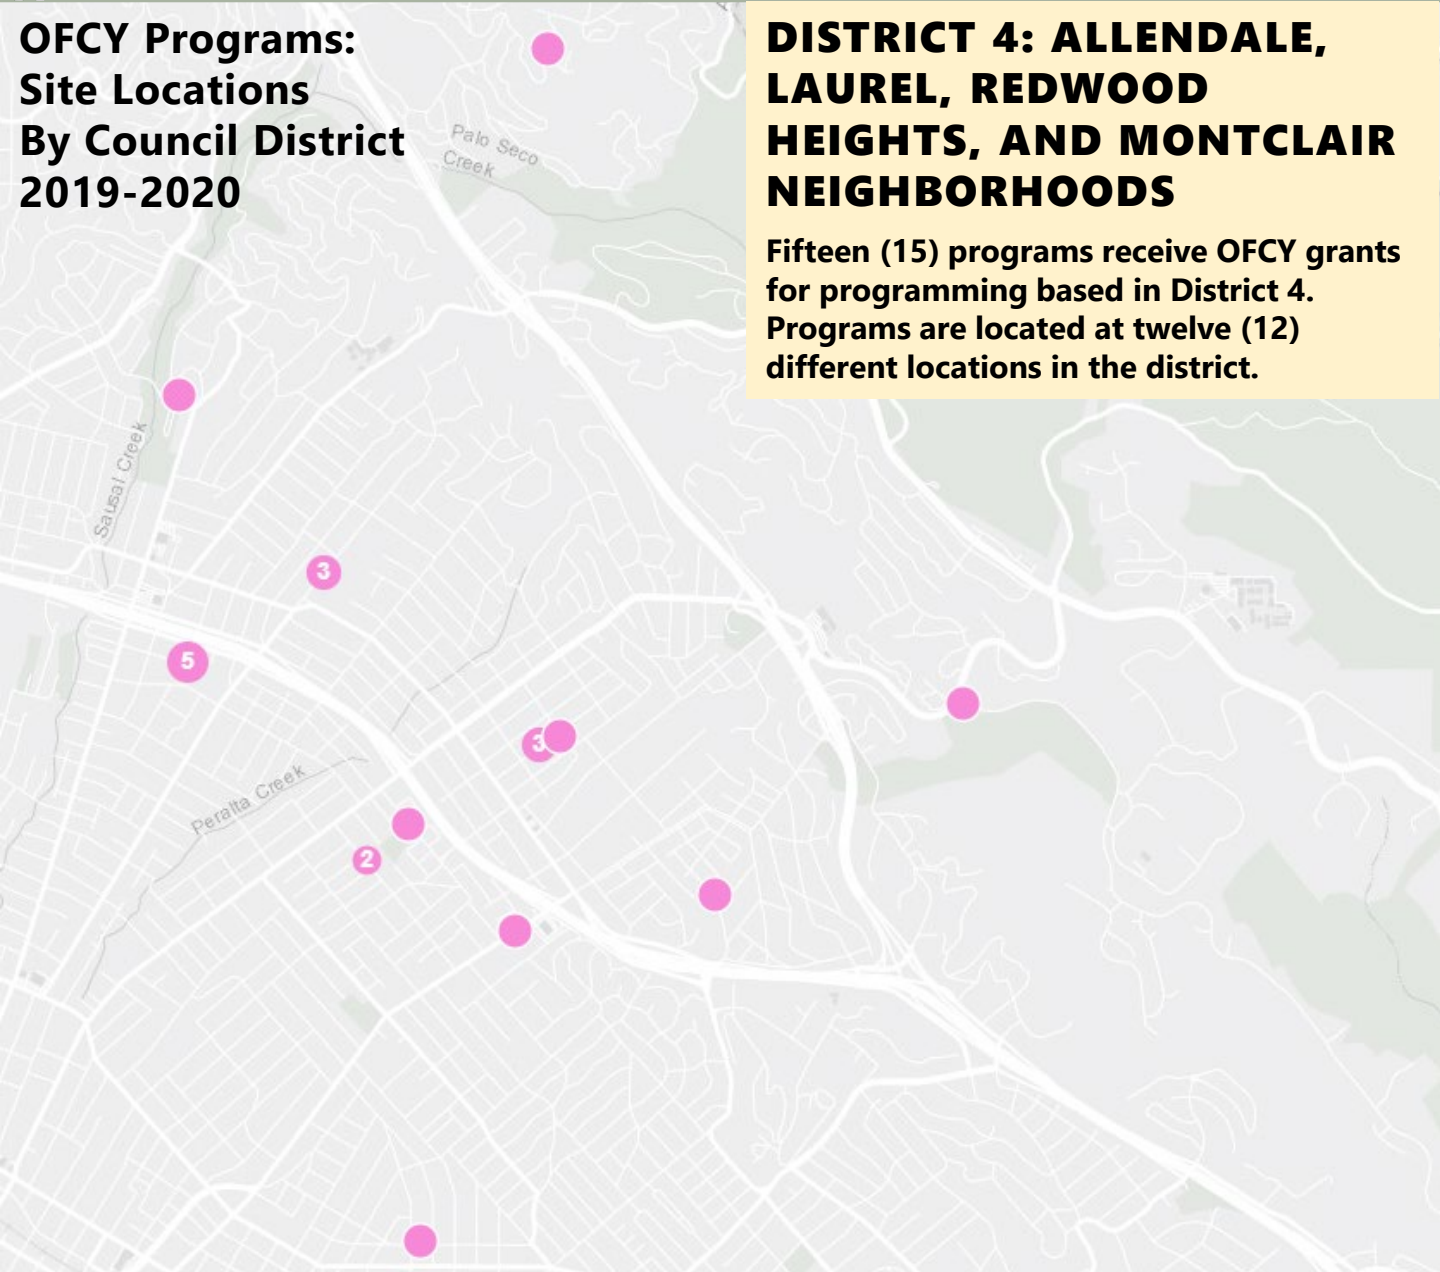 OFCY Programs:
Site Locations
By Council District
2019-2020
DISTRICT 4: ALLENDALE,
LAUREL, REDWOOD
HEIGHTS, AND MONTCLAIR
NEIGHBORHOODS
Fifteen (15) programs receive OFCY grants
for programming based in District 4.
Programs are located at twelve (12)
different locations in the district.
Palo Seco
Creek
Sausal Creek
3
5
3
Peralta Creek
2